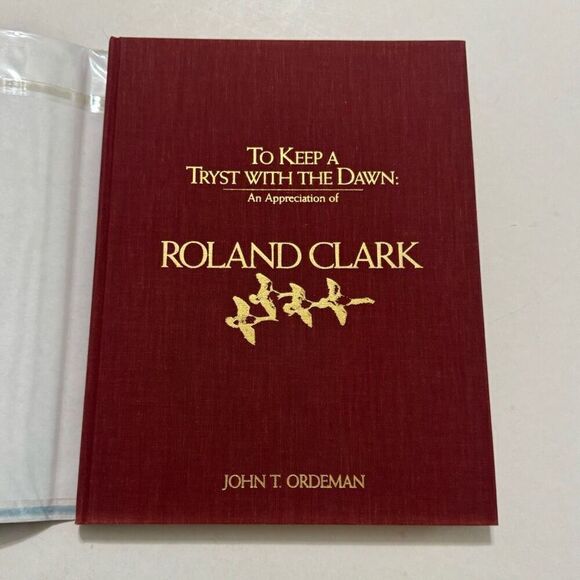 To Keep a
Tryst with the Dawn:
An Appreciation of
ROLAND CLARK
JOHN T. ORDEMAN